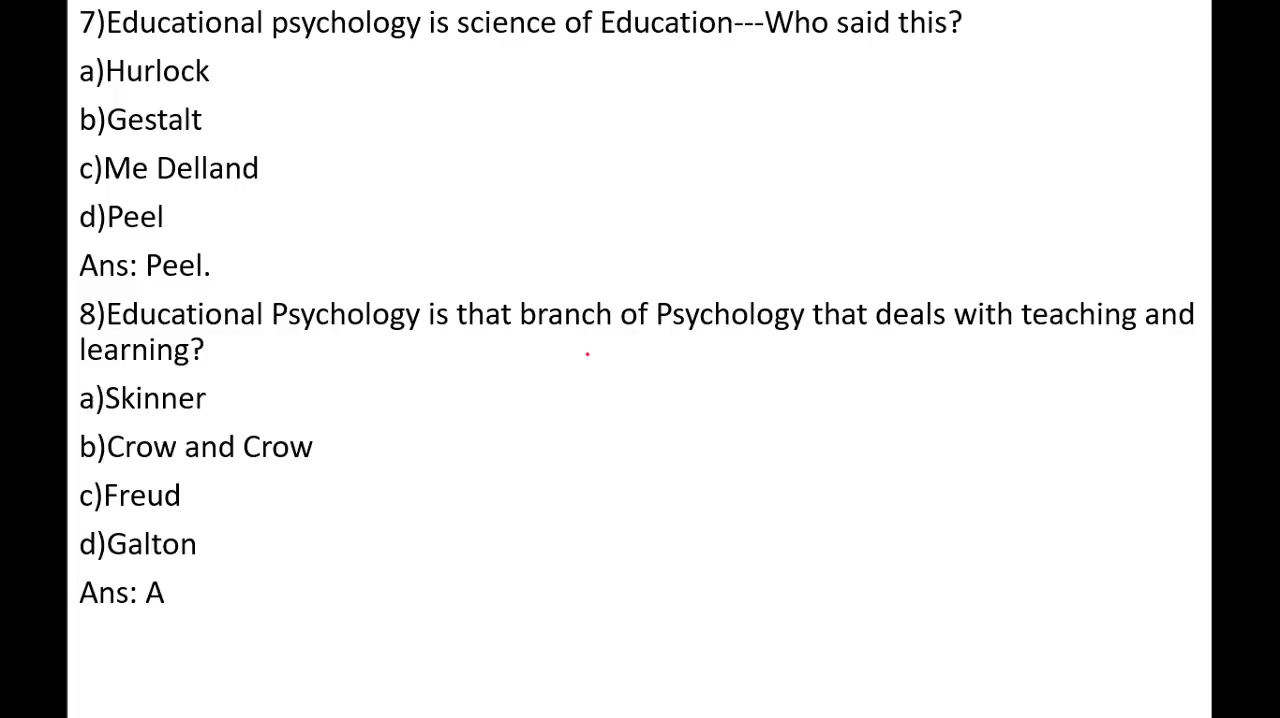 7)Educational psychology is science of Education---Who said this?
a)Hurlock
b)Gestalt
c)Me Delland
d)Peel
Ans: Peel.
8)Educational Psychology is that branch of Psychology that deals with teaching and
learning?
a)Skinner
b)Crow and Crow
c)Freud
d)Galton
Ans: A